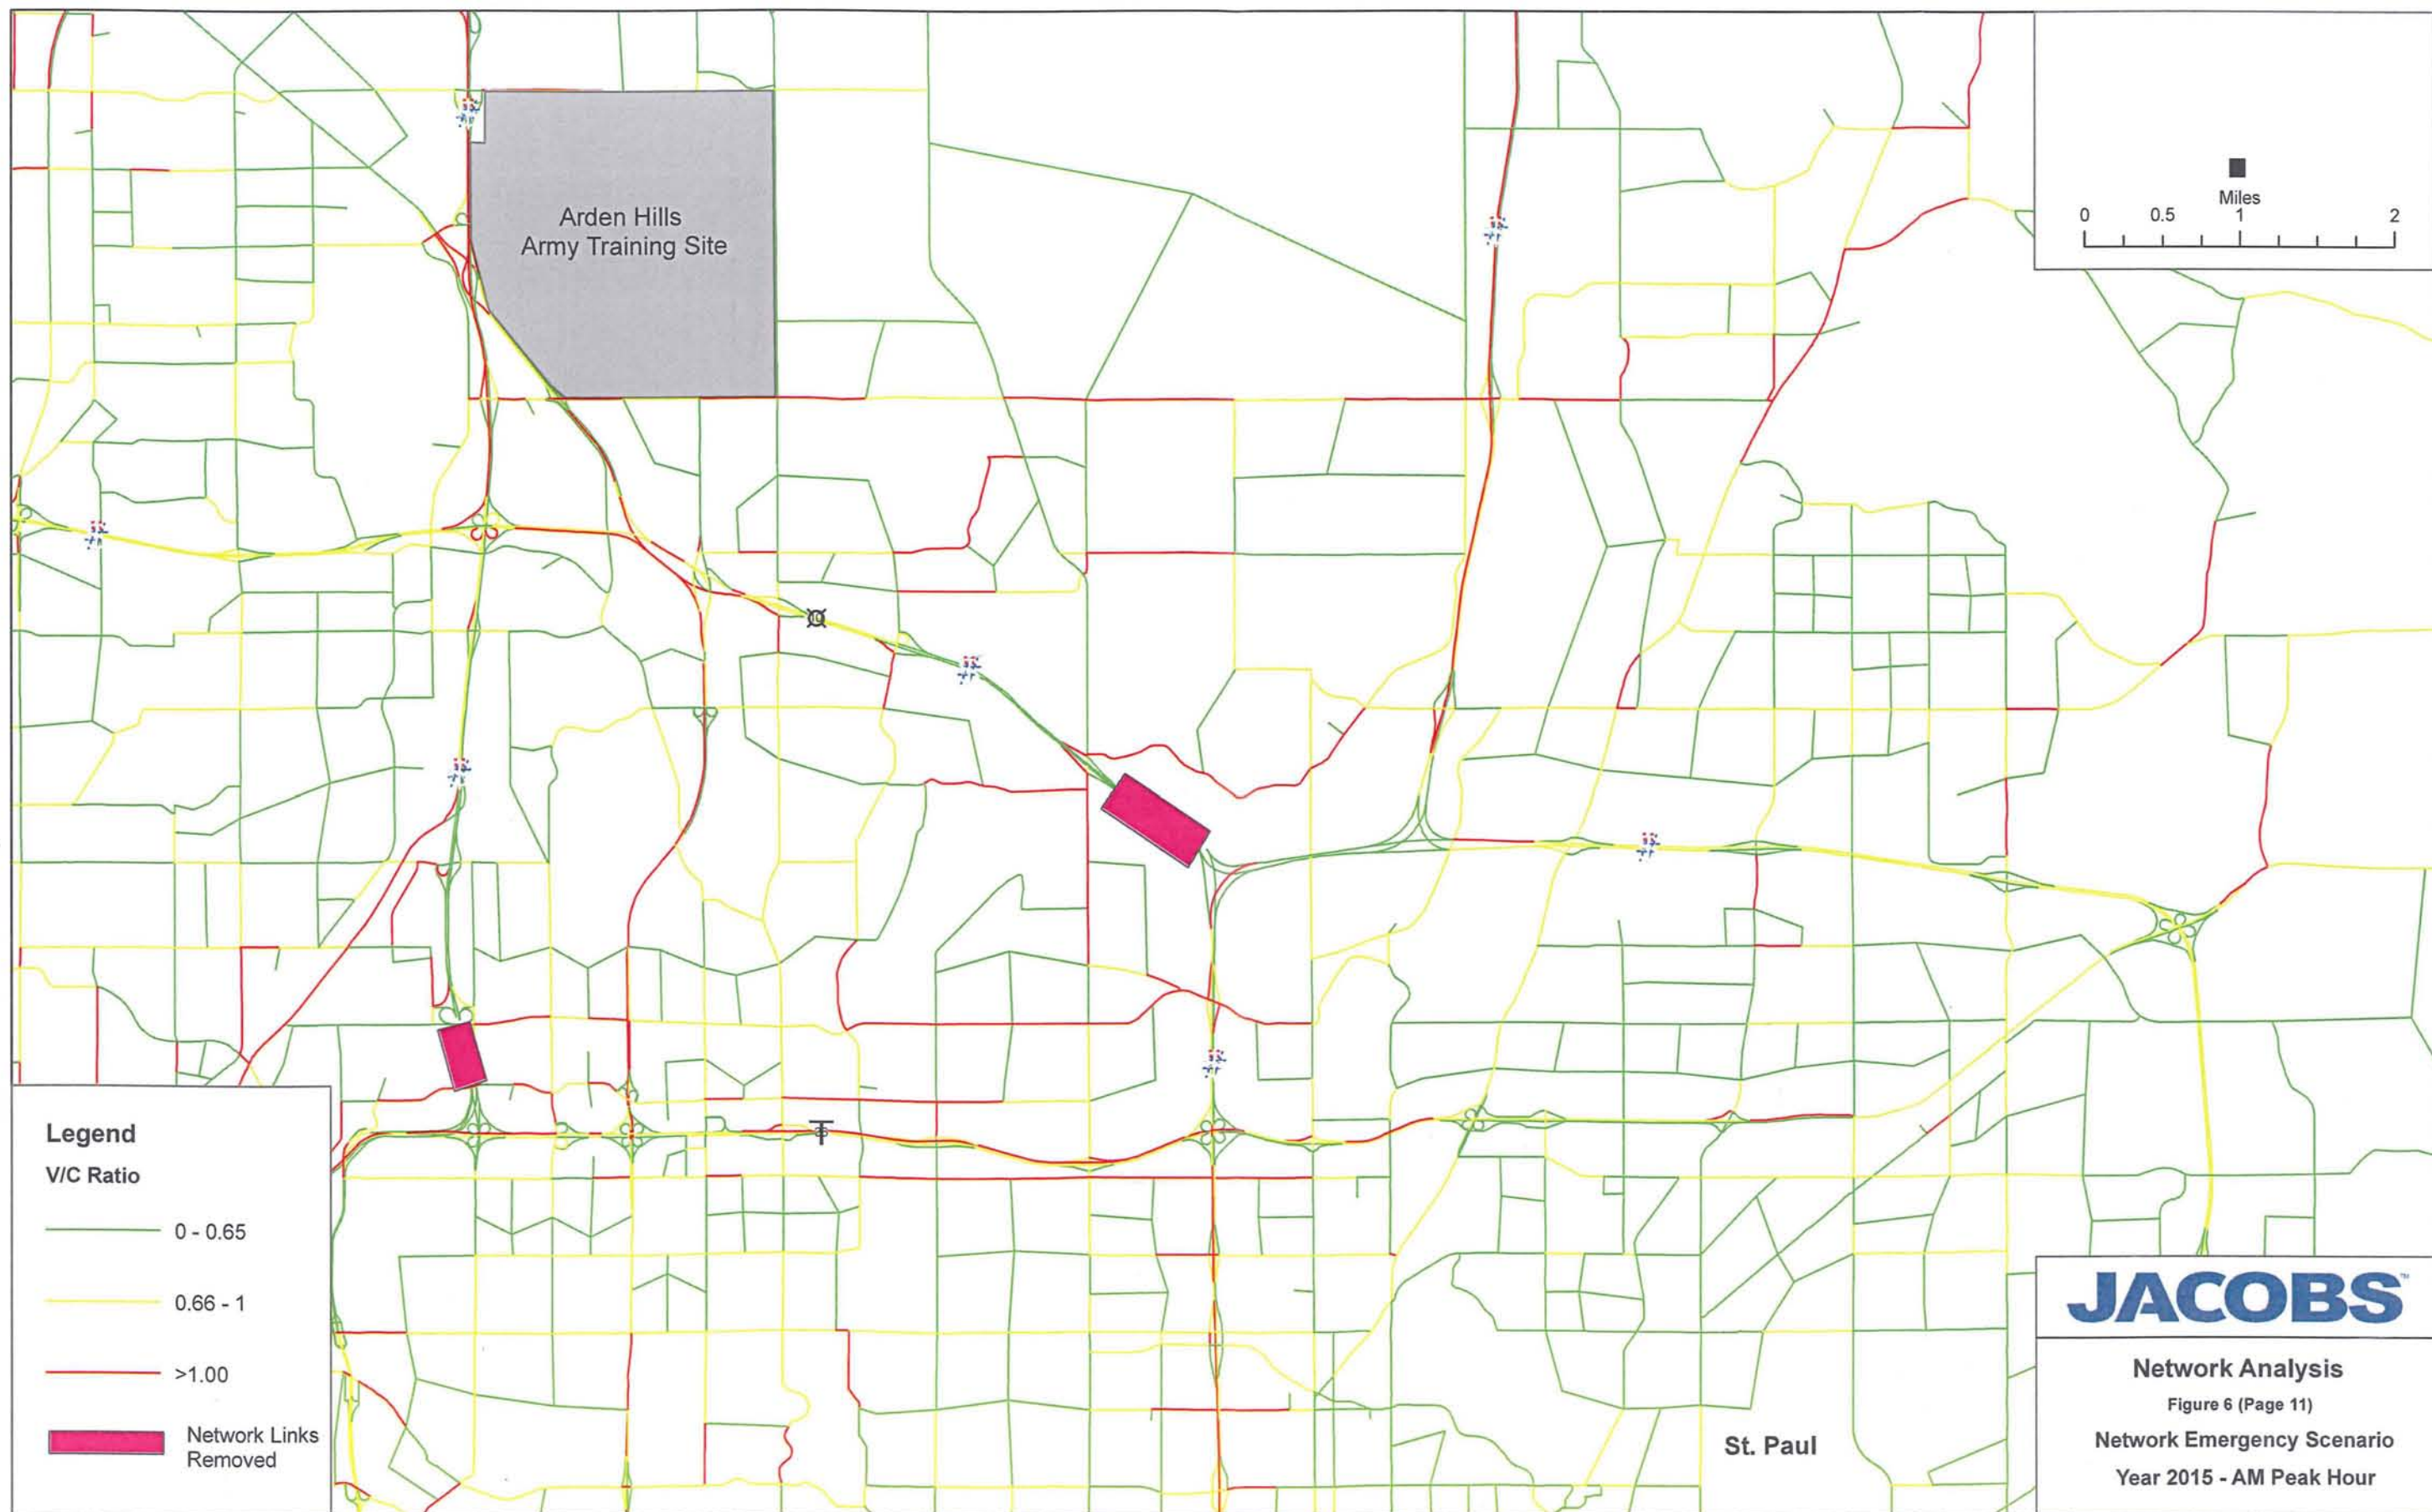 Arden Hills
Army Training Site
Miles
0 0.5 1 2
Legend
V/C Ratio
0 - 0.65
0.66 - 1
>1.00
Network Links
Removed
St. Paul
JACOBS™
Network Analysis
Figure 6 (Page 11)
Network Emergency Scenario
Year 2015 - AM Peak Hour